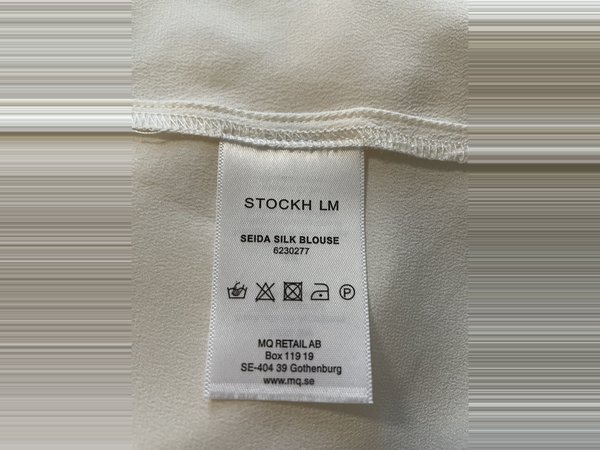 STOCKH LM
SEIDA SILK BLOUSE
6230277
P
MQ RETAIL AB
Box 119 19
SE-404 39 Gothenburg
www.mq.se